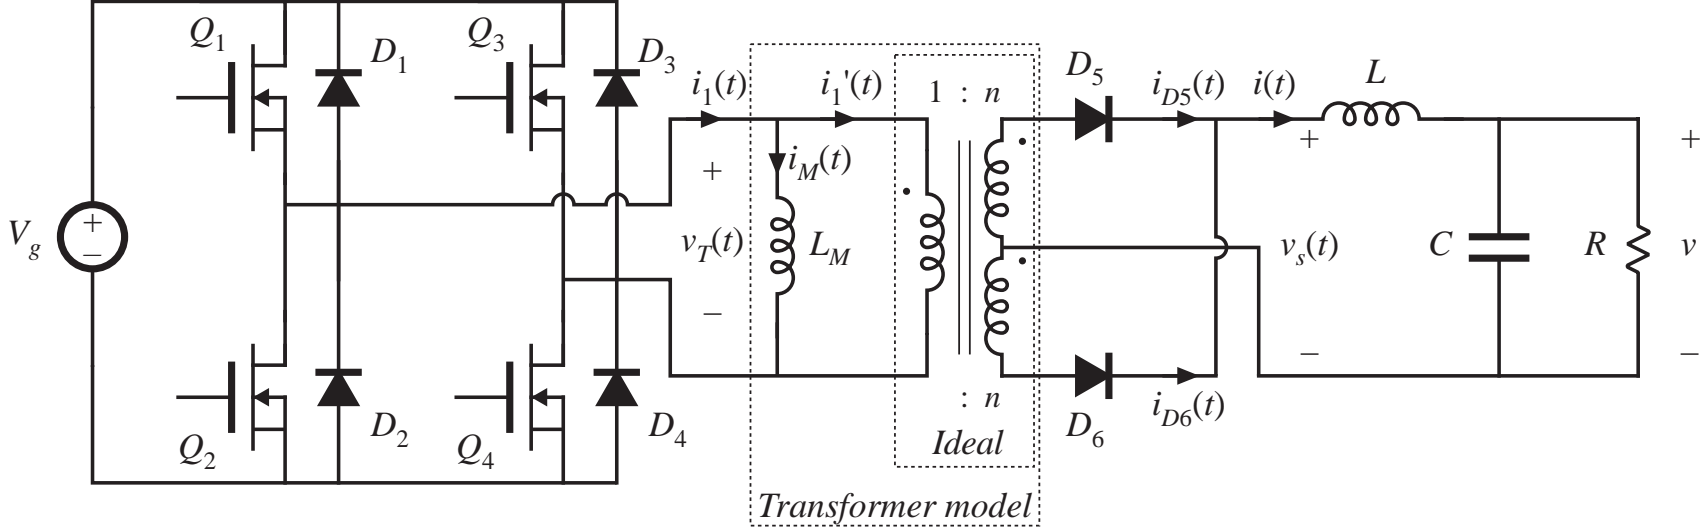 Q1
D1
Q3
D3
i1(t)
i1'(t)
1 : n
D5
iD5(t)
i(t)
L
+
+
+
iM(t)
Vg
+
–
vT(t)
LM
vs(t)
C
R
v
–
–
–
Q2
D2
Q4
D4
: n
Ideal
D6
iD6(t)
Transformer model